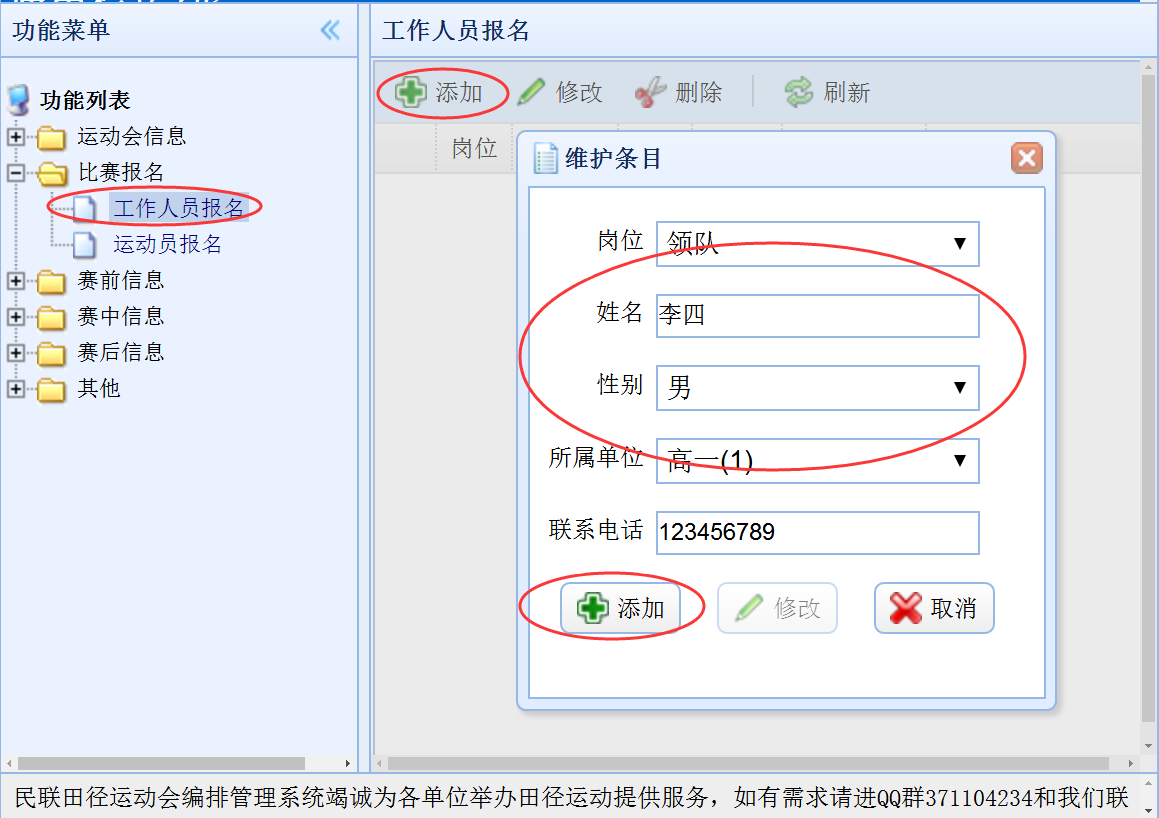 功能菜单
工作人员报名
添加 修改 删除 刷新
功能列表
运动会信息
比赛报名
工作人员报名
运动员报名
赛前信息
赛中信息
赛后信息
其他
岗位
维护条目
岗位 领队
姓名 李四
性别 男
所属单位 高一(1)
联系电话 123456789
添加 修改 取消
民联田径运动会编排管理系统竭诚为各单位举办田径运动提供服务，如有需求请进QQ群371104234和我们联